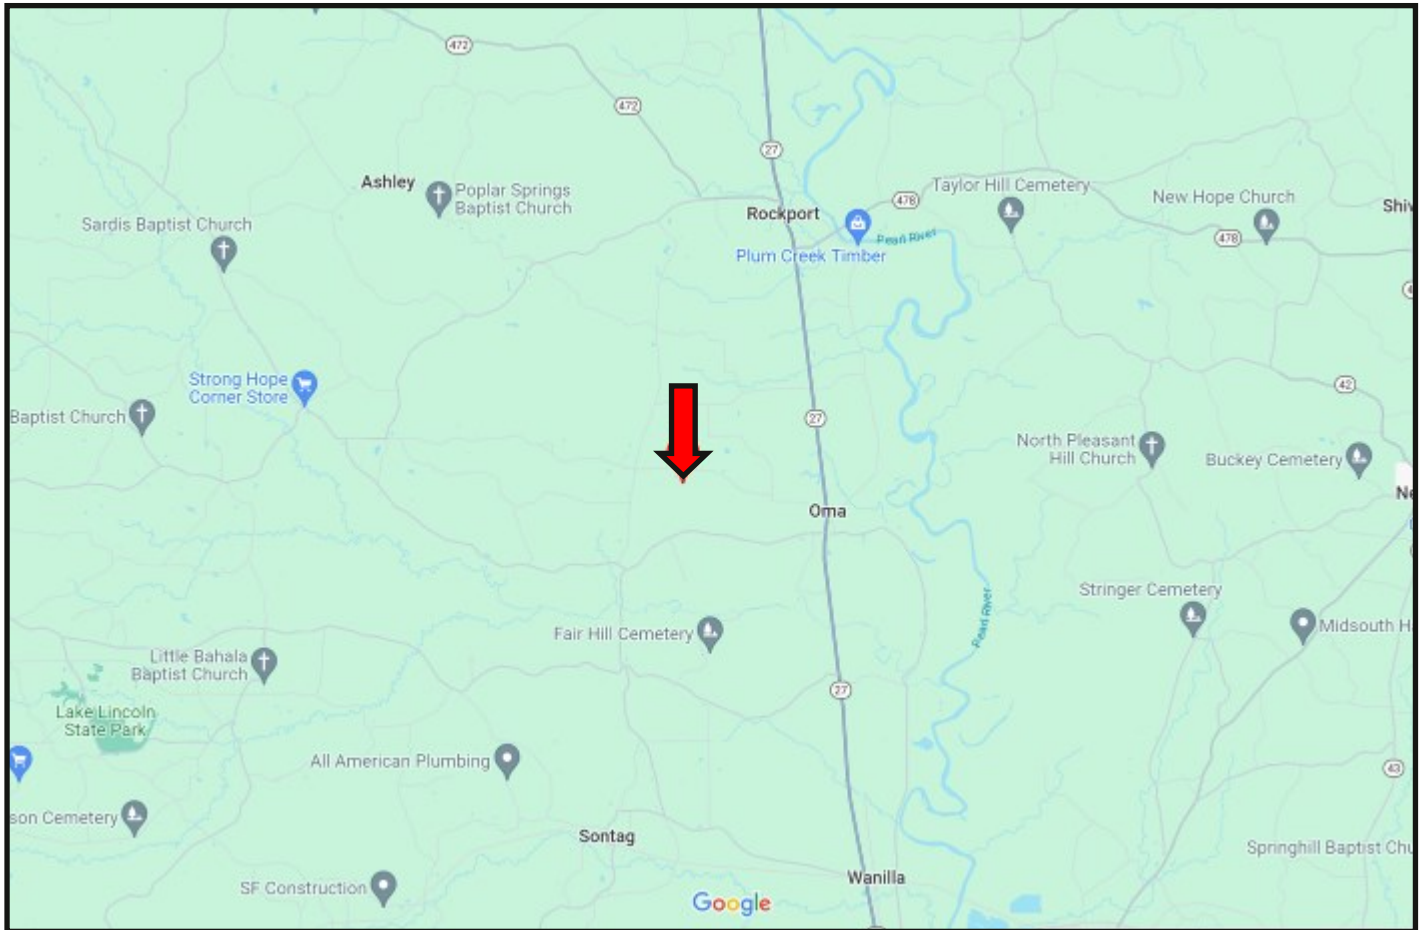 472
472
27
Ashley
Poplar Springs
Baptist Church
Taylor Hill Cemetery
478
New Hope Church
Shiv
Rockport
Sardis Baptist Church
Pearl River
478
Plum Creek Timber
Strong Hope
Corner Store
42
Baptist Church
27
North Pleasant
Hill Church
Buckey Cemetery
Ne
Oma
Stringer Cemetery
Pearl River
Midsouth H
Fair Hill Cemetery
Little Bahala
Baptist Church
27
Lake Lincoln
State Park
All American Plumbing
43
son Cemetery
Sontag
Springhill Baptist Chu
Wanilla
SF Construction
Google